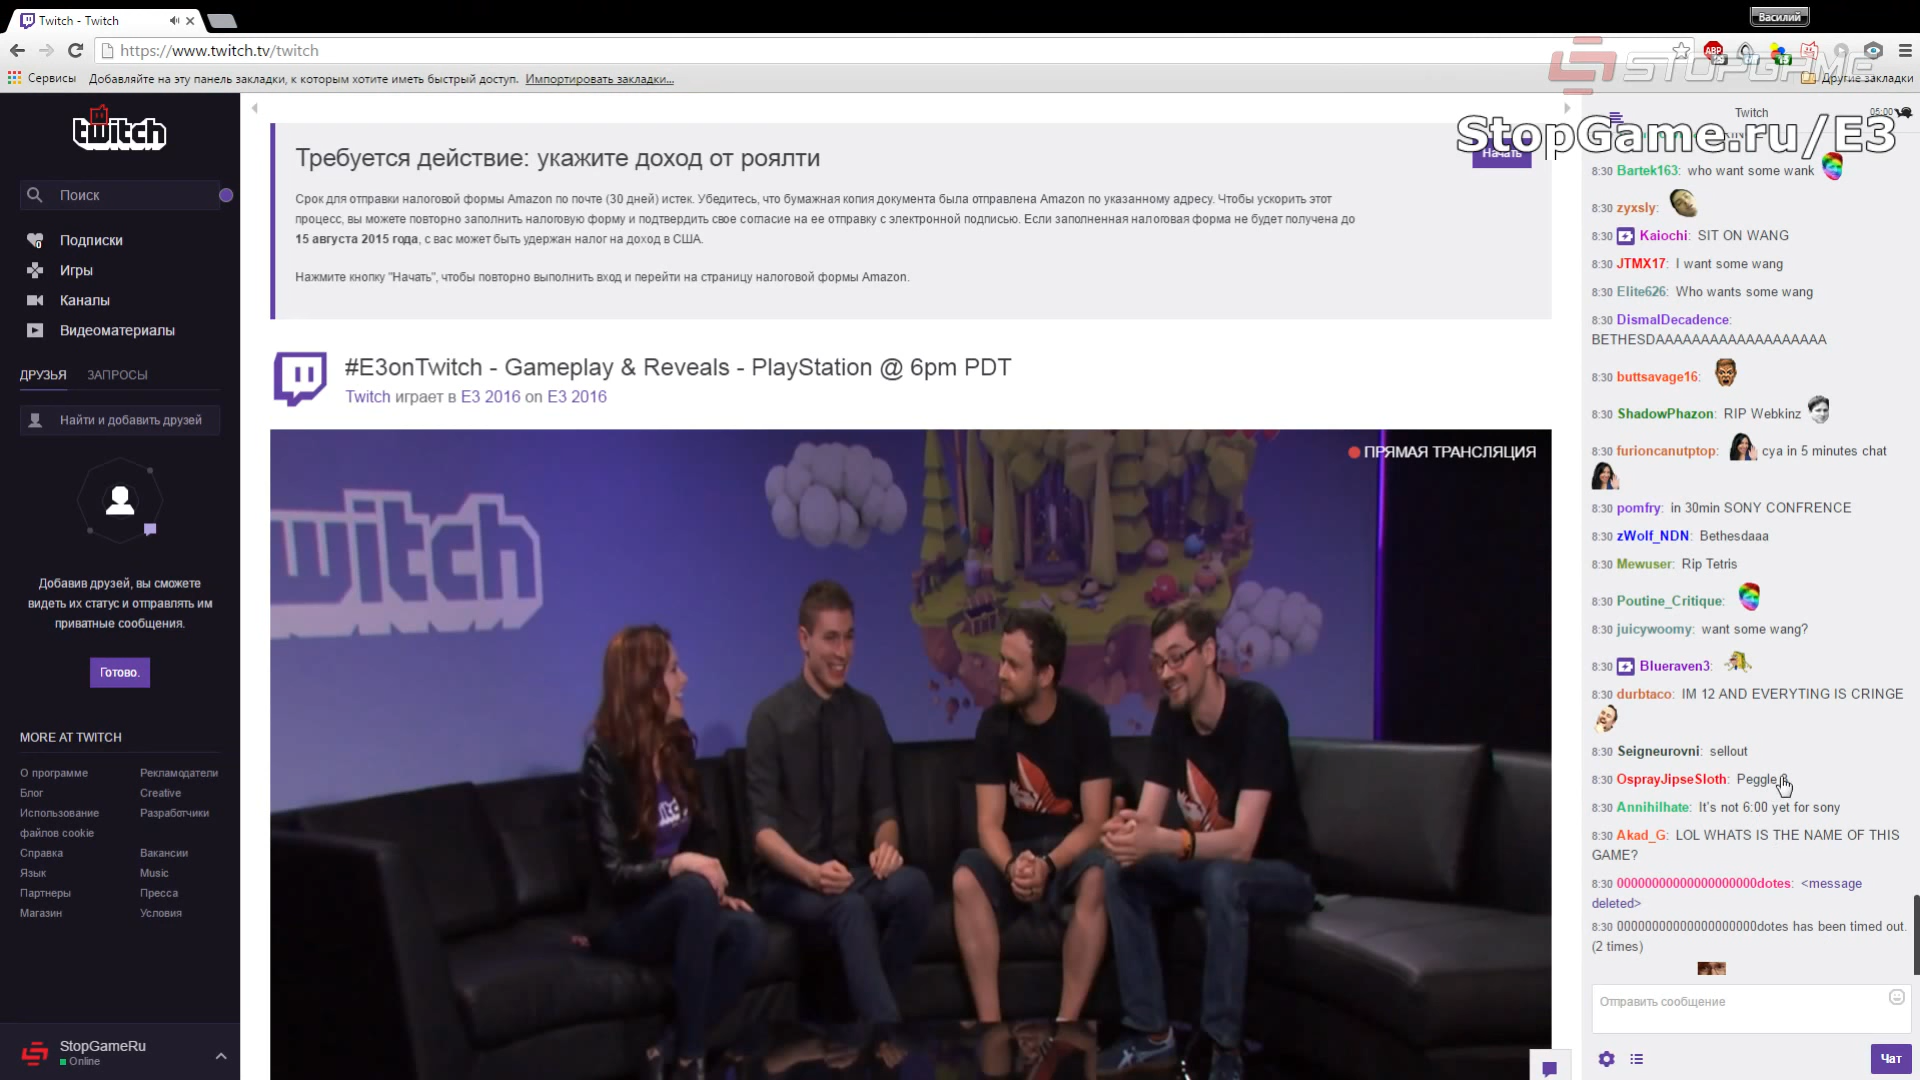 Twitch - Twitch
Василий
https://www.twitch.tv/twitch
Сервисы
Добавляйте на эту панель закладки, к которым хотите иметь быстрый доступ.
Импортировать закладки...
Другие закладки
STOPGAME
StopGame.ru/E3
twitch
Поиск
Подписки
Игры
Каналы
Видеоматериалы
ДРУЗЬЯ
ЗАПРОСЫ
Найти и добавить друзей
Добавив друзей, вы сможете
видеть их статус и отправлять им
приватные сообщения.
Готово.
MORE AT TWITCH
О программе Рекламодатели
Блог Creative
Использование Разработчики
файлов cookie
Справка Вакансии
Язык Music
Партнеры Пресса
Магазин Условия
StopGameRu
Online
Требуется действие: укажите доход от роялти
Начать
Срок для отправки налоговой формы Amazon по почте (30 дней) истек. Убедитесь, что бумажная копия документа была отправлена Amazon по указанному адресу. Чтобы ускорить этот
процесс, вы можете повторно заполнить налоговую форму и подтвердить свое согласие на ее отправку с электронной подписью. Если заполненная налоговая форма не будет получена до
15 августа 2015 года, с вас может быть удержан налог на доход в США.
Нажмите кнопку "Начать", чтобы повторно выполнить вход и перейти на страницу налоговой формы Amazon.
#E3onTwitch - Gameplay & Reveals - PlayStation @ 6pm PDT
Twitch играет в E3 2016 on E3 2016
ПРЯМАЯ ТРАНСЛЯЦИЯ
twitch
Twitch
05:00
8:30 Bartek163: who want some wank
8:30 zyxsly:
8:30 Kaiochi: SIT ON WANG
8:30 JTMX17: I want some wang
8:30 Elite626: Who wants some wang
8:30 DismalDecadence:
BETHESDAAAAAAAAAAAAAAAAAAA
8:30 buttsavage16:
8:30 ShadowPhazon: RIP Webkinz
8:30 furioncanutptop: cya in 5 minutes chat
8:30 pomfry: in 30min SONY CONFRENCE
8:30 zWolf_NDN: Bethesdaaa
8:30 Mewuser: Rip Tetris
8:30 Poutine_Critique:
8:30 juicywoomy: want some wang?
8:30 Blueraven3:
8:30 durbtaco: IM 12 AND EVERYTING IS CRINGE
8:30 Seigneurovni: sellout
8:30 OsprayJipseSloth: Peggle
8:30 Annihilhate: It's not 6:00 yet for sony
8:30 Akad_G: LOL WHATS IS THE NAME OF THIS
GAME?
8:30 00000000000000000000dotes: <message
deleted>
8:30 00000000000000000000dotes has been timed out.
(2 times)
Отправить сообщение
Чат